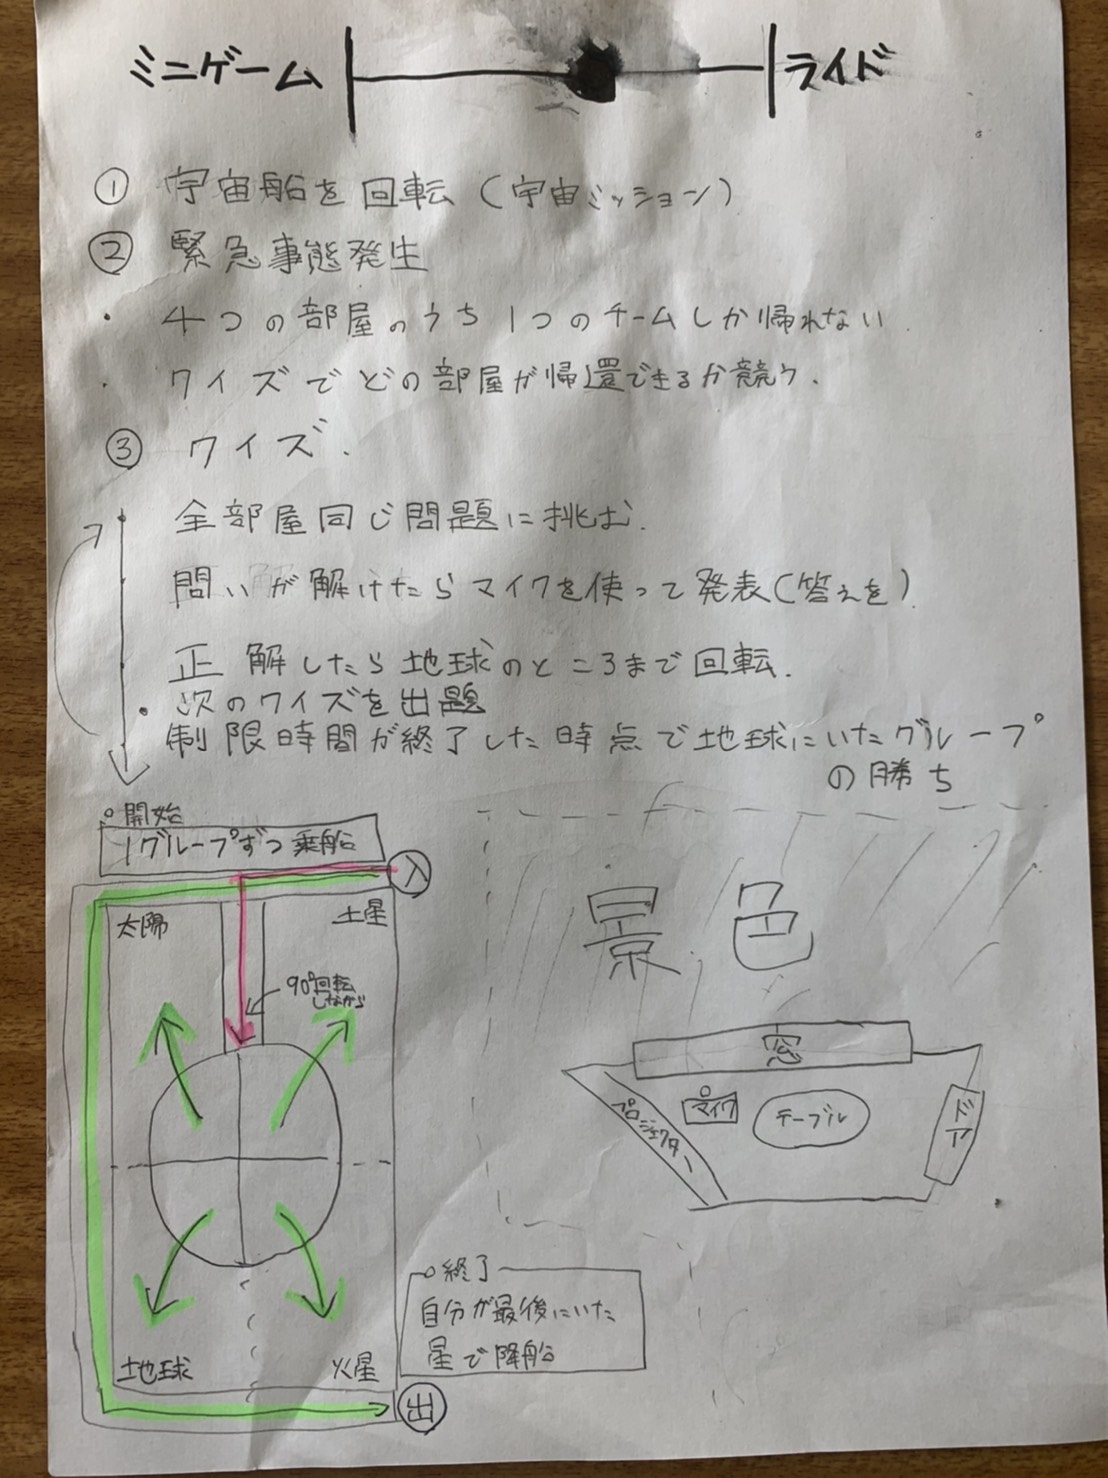 ミニゲーム ライド
① 宇宙船を回転(宇宙ミッション)
② 緊急事態発生
・ 4つの部屋のうち1つのチームしか帰れない
・ クイズでどの部屋が帰還できるか競う.
③ クイズ.
全部屋同じ問題に挑む.
問いが解けたらマイクを使って発表(答えを)
正解したら地球のところまで回転.
・次のクイズを出題
制限時間が終了した時点で地球にいたグループ
の勝ち
開始
1グループずつ乗船
入
太陽
土星
90°回転
しながら
地球
火星
出
終了
自分が最後にいた
星で降船
景色
窓
プロジェクター
マイク
テーブル
ドア